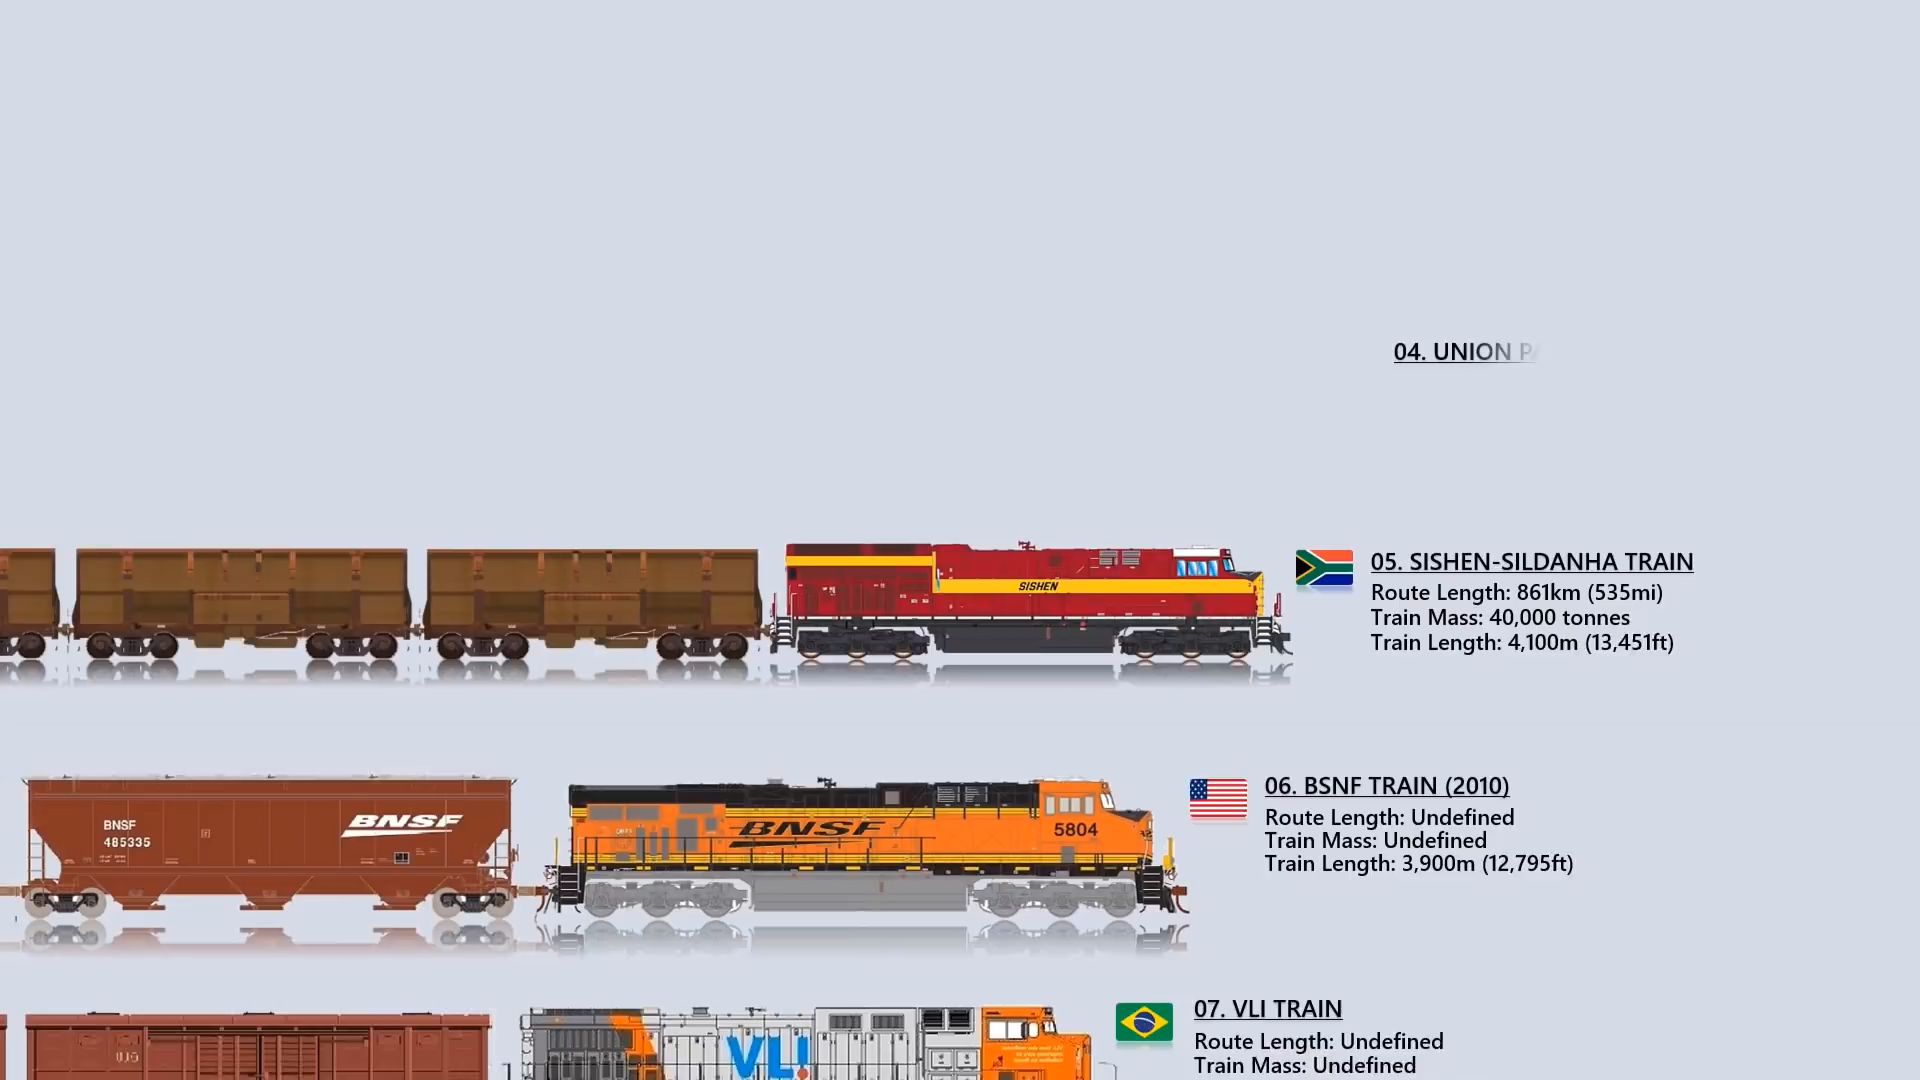 04. UNION P
SISHEN
05. SISHEN-SILDANHA TRAIN
Route Length: 861km (535mi)
Train Mass: 40,000 tonnes
Train Length: 4,100m (13,451ft)
BNSF
485335
BNSF
BNSF
5804
06. BSNF TRAIN (2010)
Route Length: Undefined
Train Mass: Undefined
Train Length: 3,900m (12,795ft)
VLI
07. VLI TRAIN
Route Length: Undefined
Train Mass: Undefined